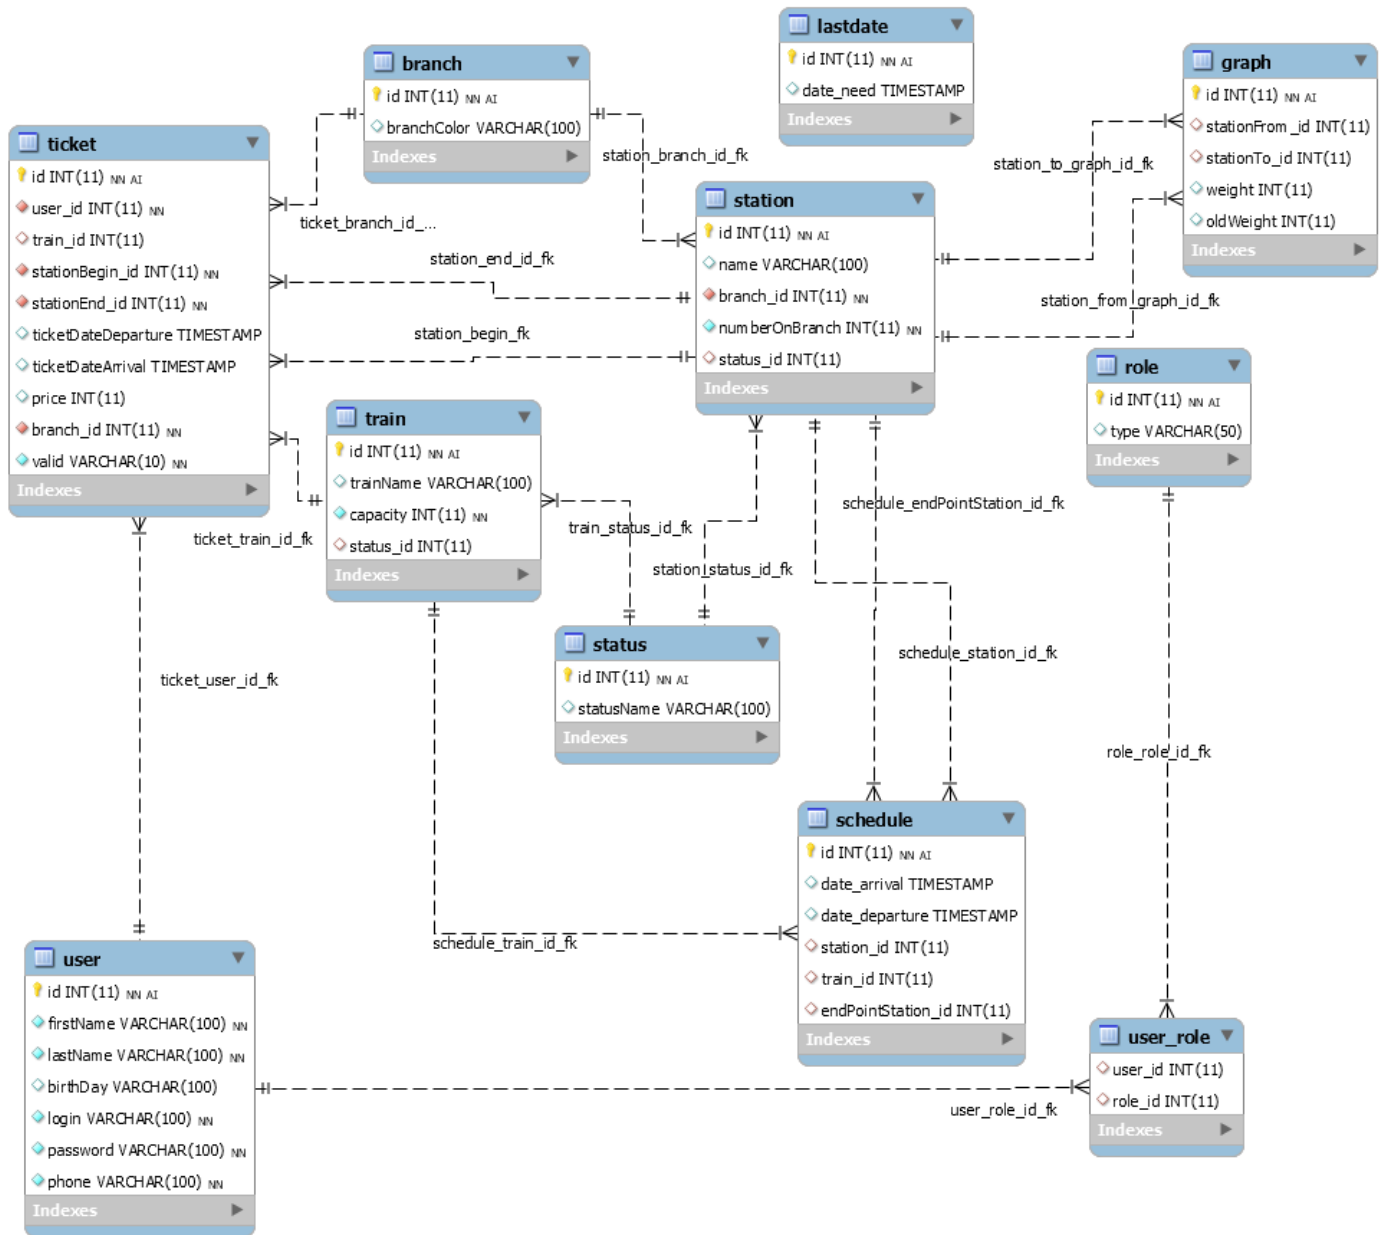 lastdate
id INT(11) NN AI
date_need TIMESTAMP
Indexes
branch
id INT(11) NN AI
branchColor VARCHAR(100)
Indexes
graph
id INT(11) NN AI
stationFrom_id INT(11)
stationTo_id INT(11)
weight INT(11)
oldWeight INT(11)
Indexes
ticket
id INT(11) NN AI
user_id INT(11) NN
train_id INT(11)
stationBegin_id INT(11) NN
stationEnd_id INT(11) NN
ticketDateDeparture TIMESTAMP
ticketDateArrival TIMESTAMP
price INT(11)
branch_id INT(11) NN
valid VARCHAR(10) NN
Indexes
station_branch_id_fk
ticket_branch_id_...
station_end_id_fk
station_begin_fk
station_to_graph_id_fk
station_from_graph_id_fk
station
id INT(11) NN AI
name VARCHAR(100)
branch_id INT(11) NN
numberOnBranch INT(11) NN
status_id INT(11)
Indexes
role
id INT(11) NN AI
type VARCHAR(50)
Indexes
train
id INT(11) NN AI
trainName VARCHAR(100)
capacity INT(11) NN
status_id INT(11)
Indexes
ticket_train_id_fk
train_status_id_fk
station_status_id_fk
schedule_endPointStation_id_fk
schedule_station_id_fk
ticket_user_id_fk
status
id INT(11) NN AI
statusName VARCHAR(100)
Indexes
role_role_id_fk
schedule
id INT(11) NN AI
date_arrival TIMESTAMP
date_departure TIMESTAMP
station_id INT(11)
train_id INT(11)
endPointStation_id INT(11)
Indexes
schedule_train_id_fk
user
id INT(11) NN AI
firstName VARCHAR(100) NN
lastName VARCHAR(100) NN
birthDay VARCHAR(100)
login VARCHAR(100) NN
password VARCHAR(100) NN
phone VARCHAR(100) NN
Indexes
user_role_id_fk
user_role
user_id INT(11)
role_id INT(11)
Indexes